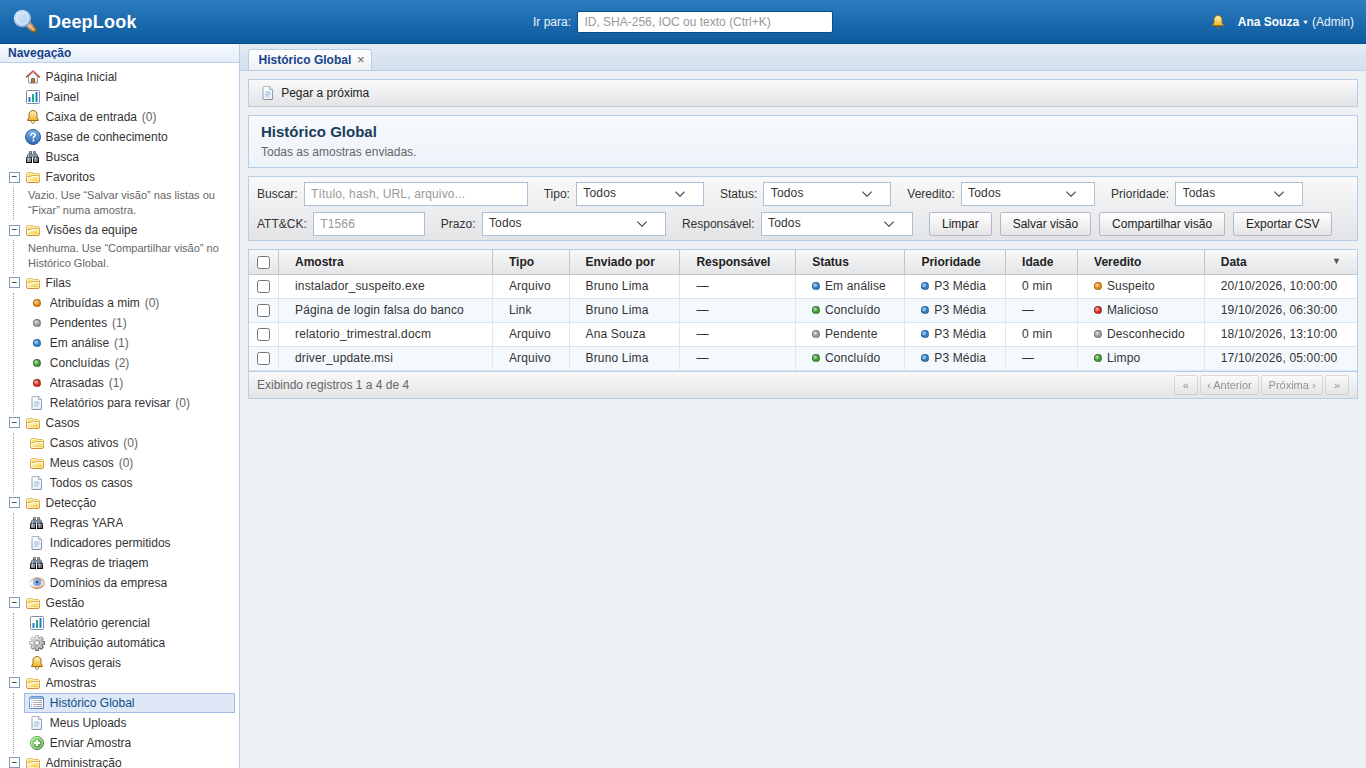 DeepLook
Ir para: ID, SHA-256, IOC ou texto (Ctrl+K)
Ana Souza (Admin)
Navegação
Página Inicial
Painel
Caixa de entrada (0)
Base de conhecimento
Busca
Favoritos
Vazio. Use “Salvar visão” nas listas ou
“Fixar” numa amostra.
Visões da equipe
Nenhuma. Use “Compartilhar visão” no
Histórico Global.
Filas
Atribuídas a mim (0)
Pendentes (1)
Em análise (1)
Concluídas (2)
Atrasadas (1)
Relatórios para revisar (0)
Casos
Casos ativos (0)
Meus casos (0)
Todos os casos
Detecção
Regras YARA
Indicadores permitidos
Regras de triagem
Domínios da empresa
Gestão
Relatório gerencial
Atribuição automática
Avisos gerais
Amostras
Histórico Global
Meus Uploads
Enviar Amostra
Administração
Histórico Global ×
Pegar a próxima
Histórico Global
Todas as amostras enviadas.
Buscar: Título, hash, URL, arquivo... Tipo: Todos Status: Todos Veredito: Todos Prioridade: Todas
ATT&CK: T1566 Prazo: Todos Responsável: Todos Limpar Salvar visão Compartilhar visão Exportar CSV
Amostra Tipo Enviado por Responsável Status Prioridade Idade Veredito Data ▼
instalador_suspeito.exe Arquivo Bruno Lima — Em análise P3 Média 0 min Suspeito 20/10/2026, 10:00:00
Página de login falsa do banco Link Bruno Lima — Concluído P3 Média — Malicioso 19/10/2026, 06:30:00
relatorio_trimestral.docm Arquivo Ana Souza — Pendente P3 Média 0 min Desconhecido 18/10/2026, 13:10:00
driver_update.msi Arquivo Bruno Lima — Concluído P3 Média — Limpo 17/10/2026, 05:00:00
Exibindo registros 1 a 4 de 4 « ‹ Anterior Próxima › »